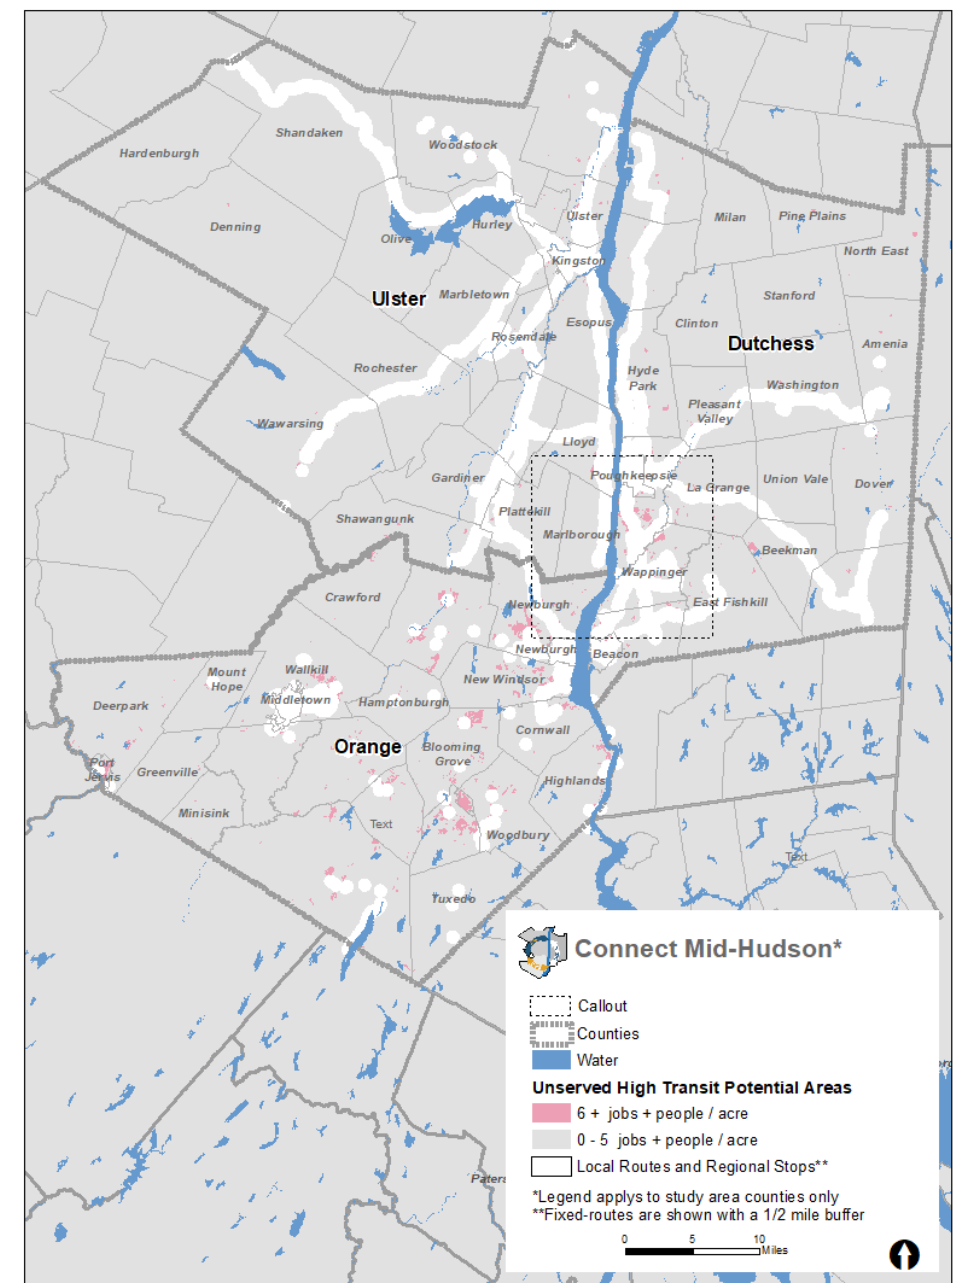 Shandaken
Woodstock
Hardenburgh
Denning
Olive
Hurley
Ulster
Milan
Pine Plains
North East
Kingston
Ulster
Marbletown
Stanford
Esopus
Clinton
Rosendale
Dutchess
Amenia
Rochester
Hyde
Park
Washington
Pleasant
Valley
Wawarsing
Lloyd
Gardiner
Poughkeepsie
La Grange
Union Vale
Dover
Plattekill
Shawangunk
Marlborough
Beekman
Wappinger
Crawford
Newburgh
East Fishkill
Newburgh
Beacon
Mount
Hope
Wallkill
New Windsor
Deerpark
Middletown
Hamptonburgh
Cornwall
Orange
Blooming
Grove
Port
Jervis
Greenville
Highlands
Minisink
Text
Woodbury
Text
Tuxedo
Connect Mid-Hudson*
Callout
Counties
Water
Unserved High Transit Potential Areas
6 + jobs + people / acre
0 - 5 jobs + people / acre
Local Routes and Regional Stops**
*Legend applys to study area counties only
**Fixed-routes are shown with a 1/2 mile buffer
0 5 10
Miles